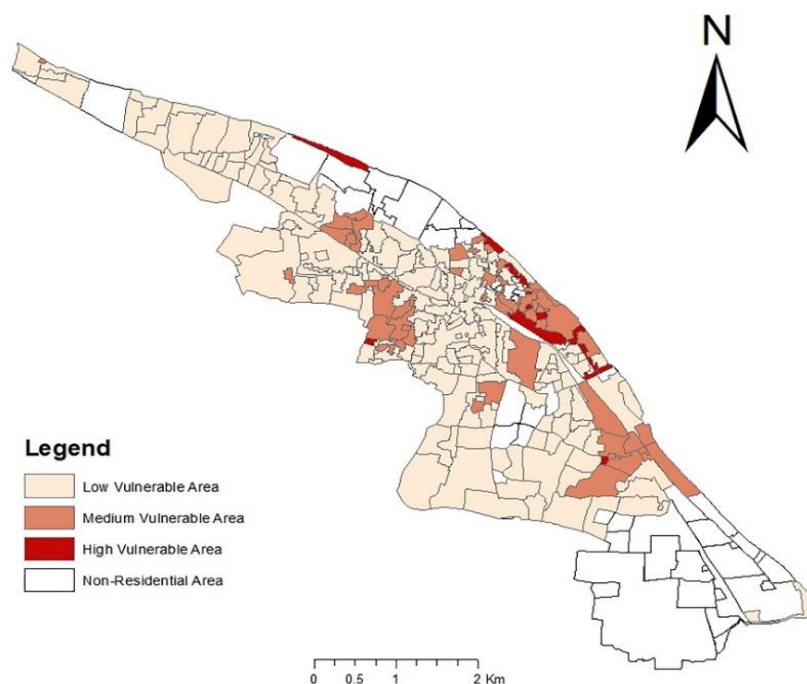 N
Legend
Low Vulnerable Area
Medium Vulnerable Area
High Vulnerable Area
Non-Residential Area
0 0.5 1 2 Km